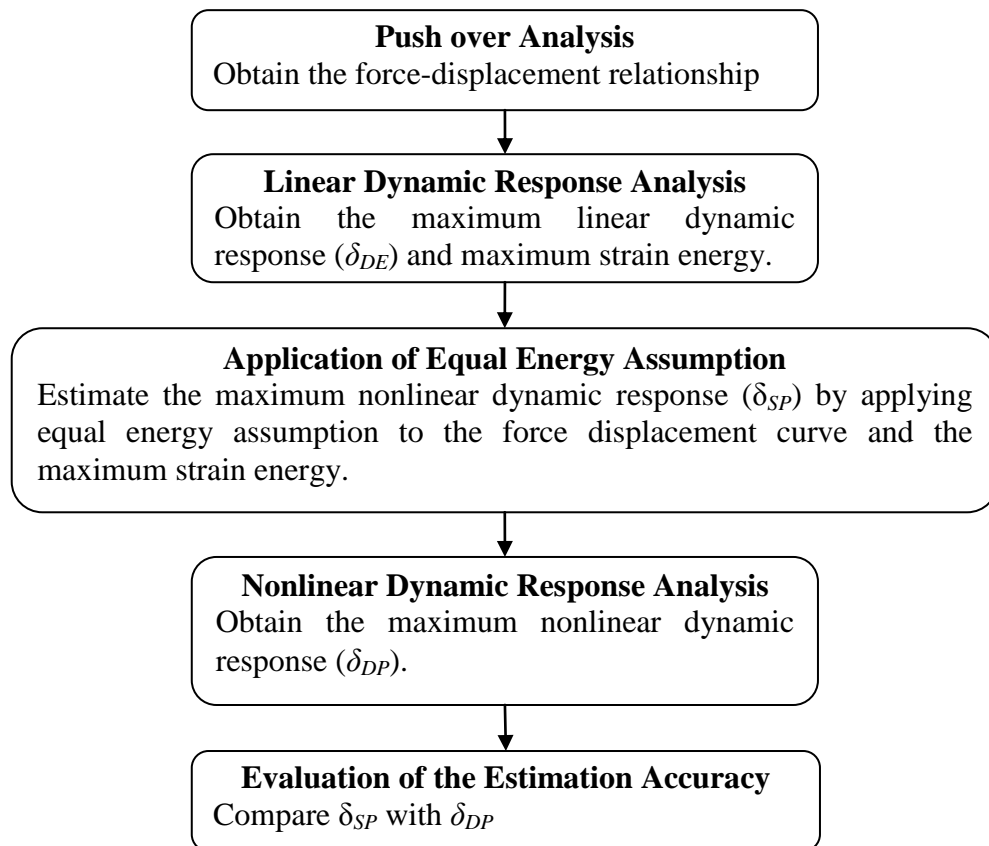 Push over Analysis
Obtain the force-displacement relationship
Linear Dynamic Response Analysis
Obtain the maximum linear dynamic
response (δDE) and maximum strain energy.
Application of Equal Energy Assumption
Estimate the maximum nonlinear dynamic response (δSP) by applying
equal energy assumption to the force displacement curve and the
maximum strain energy.
Nonlinear Dynamic Response Analysis
Obtain the maximum nonlinear dynamic
response (δDP).
Evaluation of the Estimation Accuracy
Compare δSP with δDP